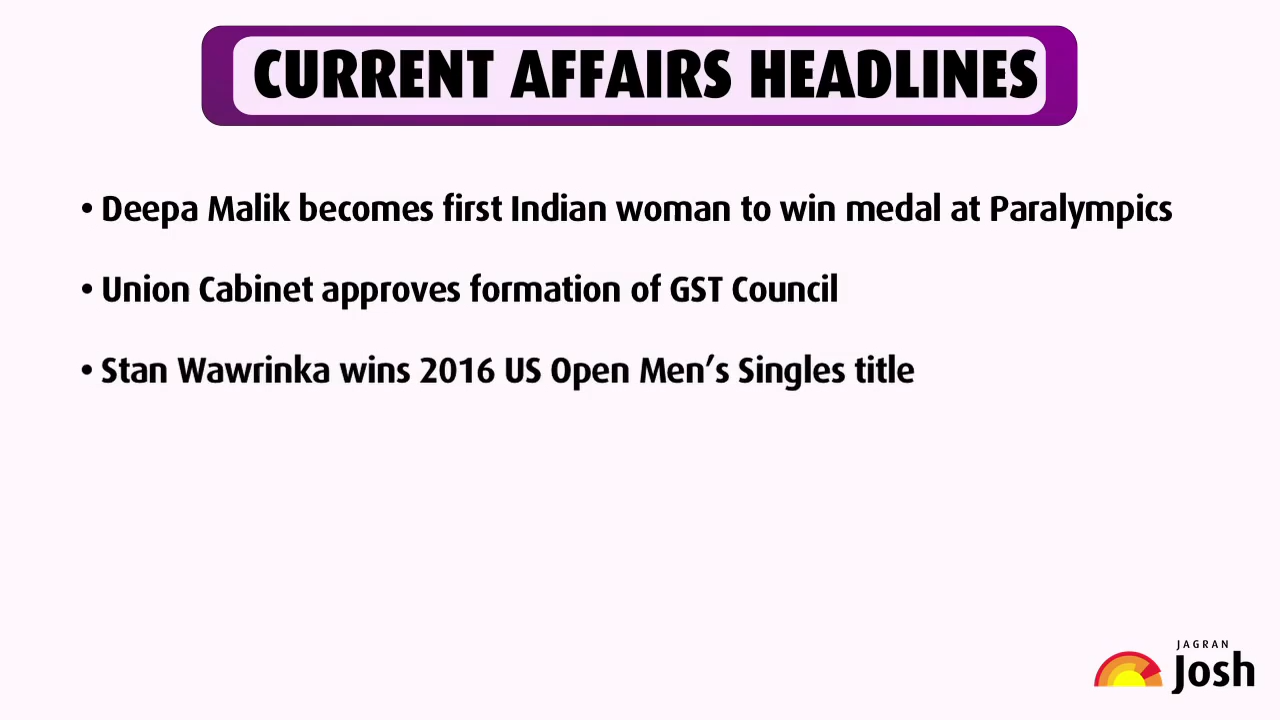 CURRENT AFFAIRS HEADLINES
• Deepa Malik becomes first Indian woman to win medal at Paralympics
• Union Cabinet approves formation of GST Council
• Stan Wawrinka wins 2016 US Open Men’s Singles title
JAGRAN
Josh